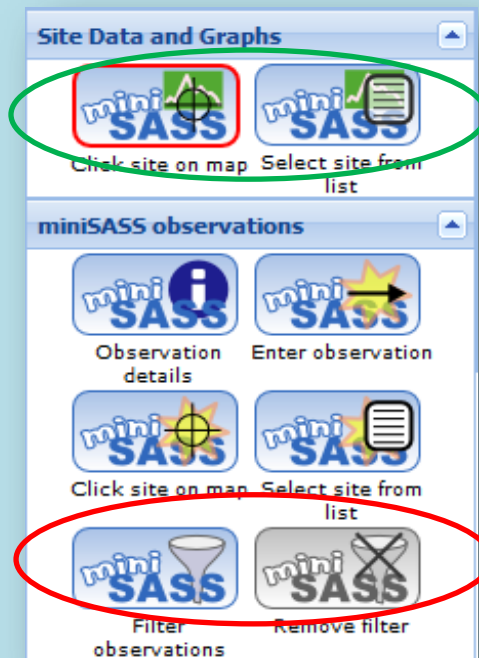 Site Data and Graphs
mini SASS mini SASS
Click site on map Select site from list
miniSASS observations
mini SASS mini SASS
Observation details Enter observation
mini SASS mini SASS
Click site on map Select site from list
mini SASS mini SASS
Filter observations Remove filter